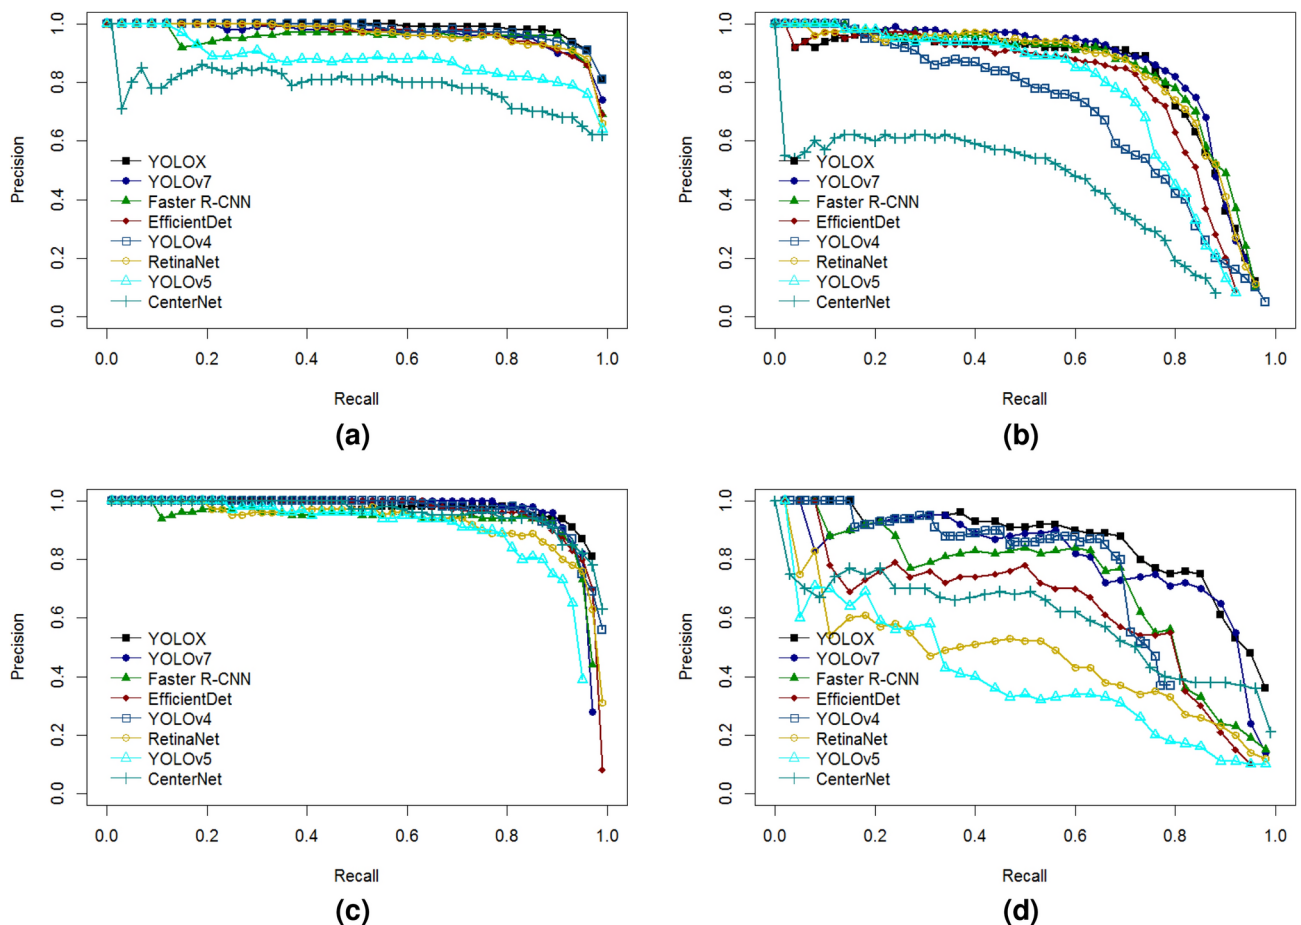 Precision
1.0
0.8
0.6
0.4
0.2
0.0
YOLOX
YOLOv7
Faster R-CNN
EfficientDet
YOLOv4
RetinaNet
YOLOv5
CenterNet
0.0 0.2 0.4 0.6 0.8 1.0
Recall
(a)
Precision
1.0
0.8
0.6
0.4
0.2
0.0
YOLOX
YOLOv7
Faster R-CNN
EfficientDet
YOLOv4
RetinaNet
YOLOv5
CenterNet
0.0 0.2 0.4 0.6 0.8 1.0
Recall
(b)
Precision
1.0
0.8
0.6
0.4
0.2
0.0
YOLOX
YOLOv7
Faster R-CNN
EfficientDet
YOLOv4
RetinaNet
YOLOv5
CenterNet
0.0 0.2 0.4 0.6 0.8 1.0
Recall
(c)
Precision
1.0
0.8
0.6
0.4
0.2
0.0
YOLOX
YOLOv7
Faster R-CNN
EfficientDet
YOLOv4
RetinaNet
YOLOv5
CenterNet
0.0 0.2 0.4 0.6 0.8 1.0
Recall
(d)